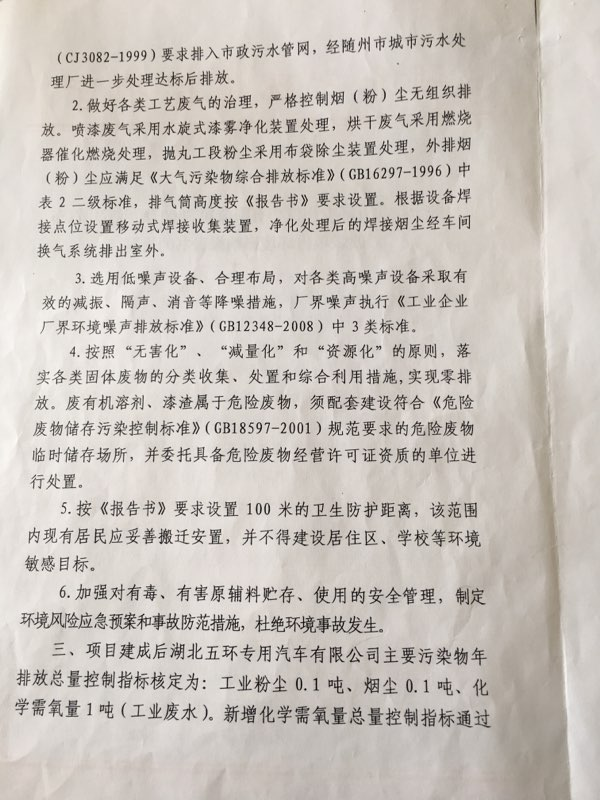 （CJ3082-1999）要求排入市政污水管网，经随州市城市污水处
理厂进一步处理达标后排放。
2.做好各类工艺废气的治理，严格控制烟（粉）尘无组织排
放。喷漆废气采用水旋式漆雾净化装置处理，烘干废气采用燃烧
器催化燃烧处理，抛丸工段粉尘采用布袋除尘装置处理，外排烟
（粉）尘应满足《大气污染物综合排放标准》（GB16297-1996）中
表 2 二级标准，排气筒高度按《报告书》要求设置。根据设备焊
接点位设置移动式焊接收集装置，净化处理后的焊接烟尘经车间
换气系统排出室外。
3.选用低噪声设备、合理布局，对各类高噪声设备采取有
效的减振、隔声、消音等降噪措施，厂界噪声执行《工业企业
厂界环境噪声排放标准》（GB12348-2008）中 3 类标准。
4.按照“无害化”、“减量化”和“资源化”的原则，落
实各类固体废物的分类收集、处置和综合利用措施,实现零排
放。废有机溶剂、漆渣属于危险废物，须配套建设符合《危险
废物储存污染控制标准》（GB18597-2001）规范要求的危险废物
临时储存场所，并委托具备危险废物经营许可证资质的单位进
行处置。
5.按《报告书》要求设置 100 米的卫生防护距离，该范围
内现有居民应妥善搬迁安置，并不得建设居住区、学校等环境
敏感目标。
6.加强对有毒、有害原辅料贮存、使用的安全管理，制定
环境风险应急预案和事故防范措施，杜绝环境事故发生。
三、项目建成后湖北五环专用汽车有限公司主要污染物年
排放总量控制指标核定为：工业粉尘 0.1 吨、烟尘 0.1 吨、化
学需氧量 1 吨（工业废水）。新增化学需氧量总量控制指标通过